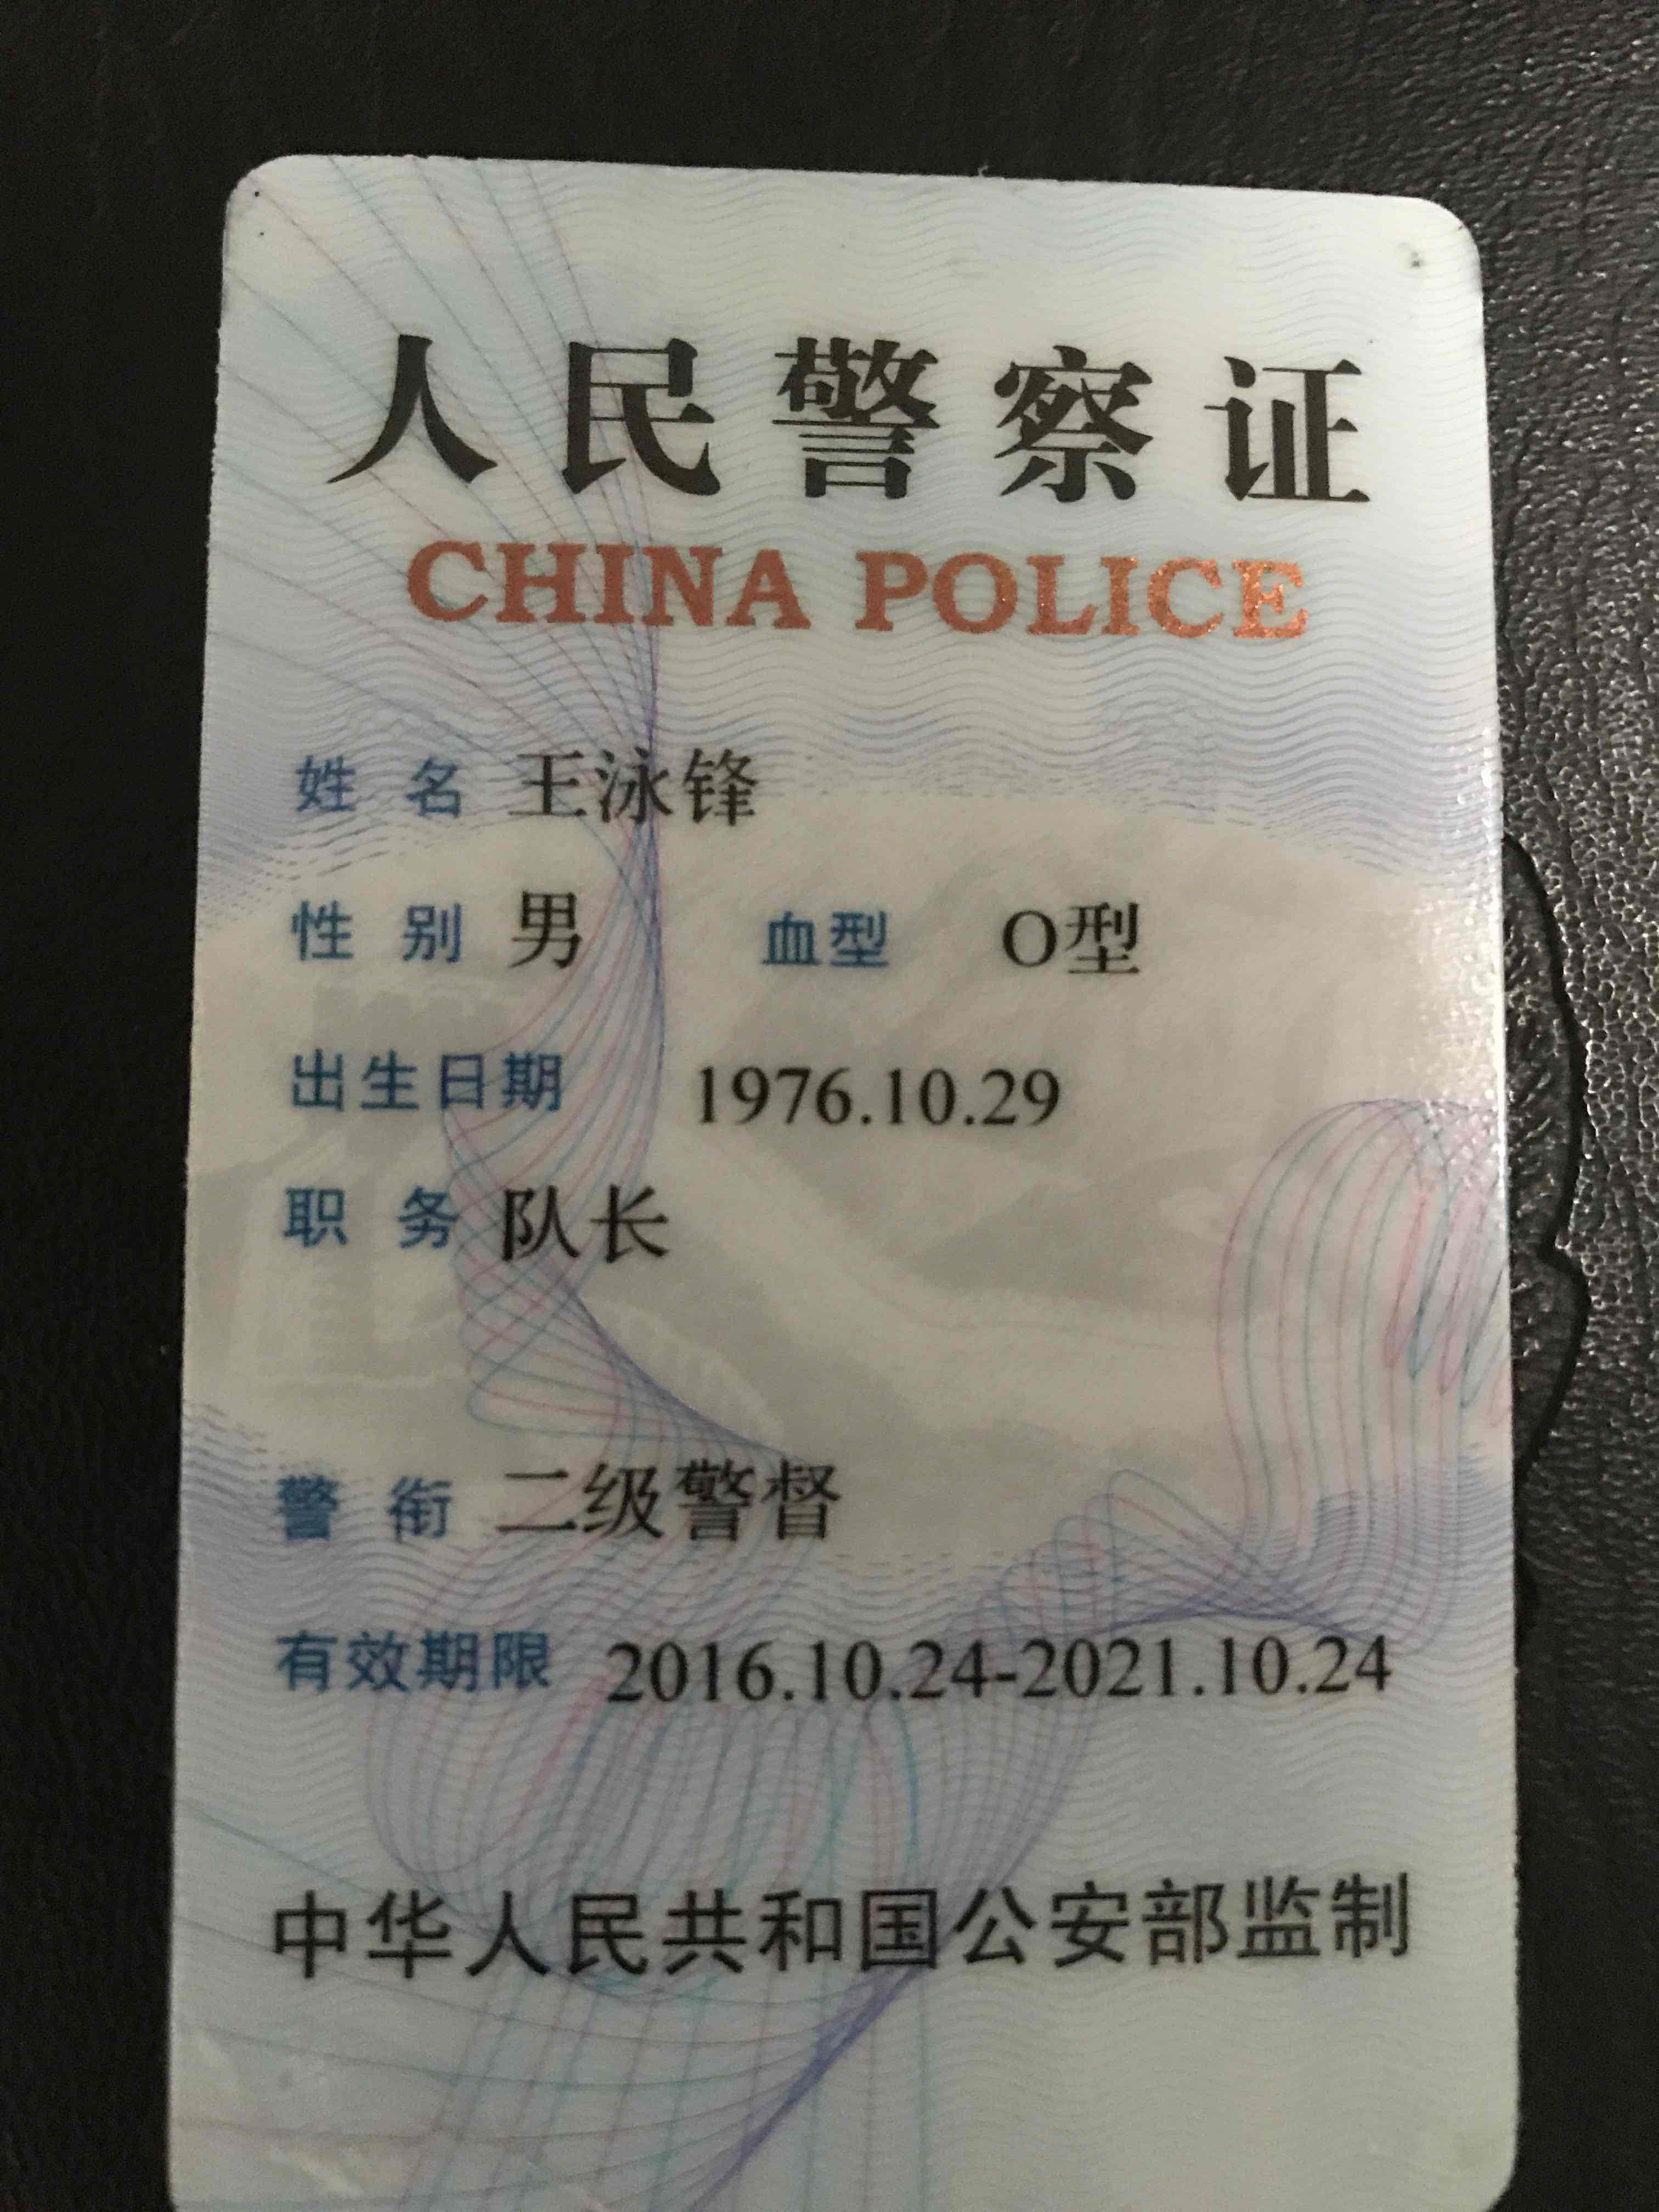 人民警察证
CHINA POLICE
姓名 王泳锋
性别 男 血型 O型
出生日期 1976.10.29
职务 队长
警衔 二级警督
有效期限 2016.10.24-2021.10.24
中华人民共和国公安部监制